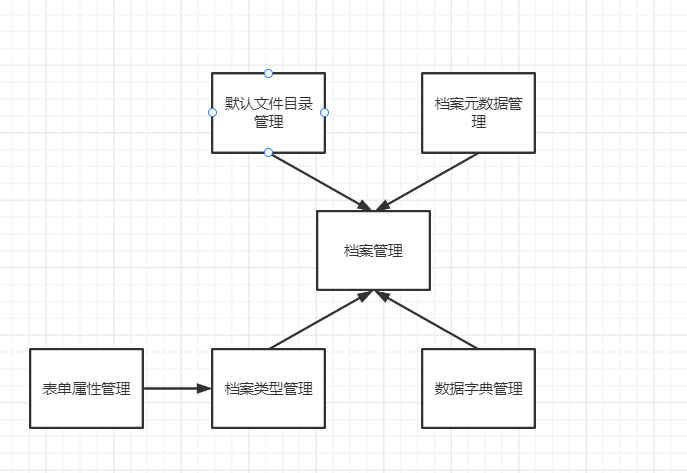 默认文件目录
管理
档案元数据管
理
档案管理
表单属性管理
档案类型管理
数据字典管理